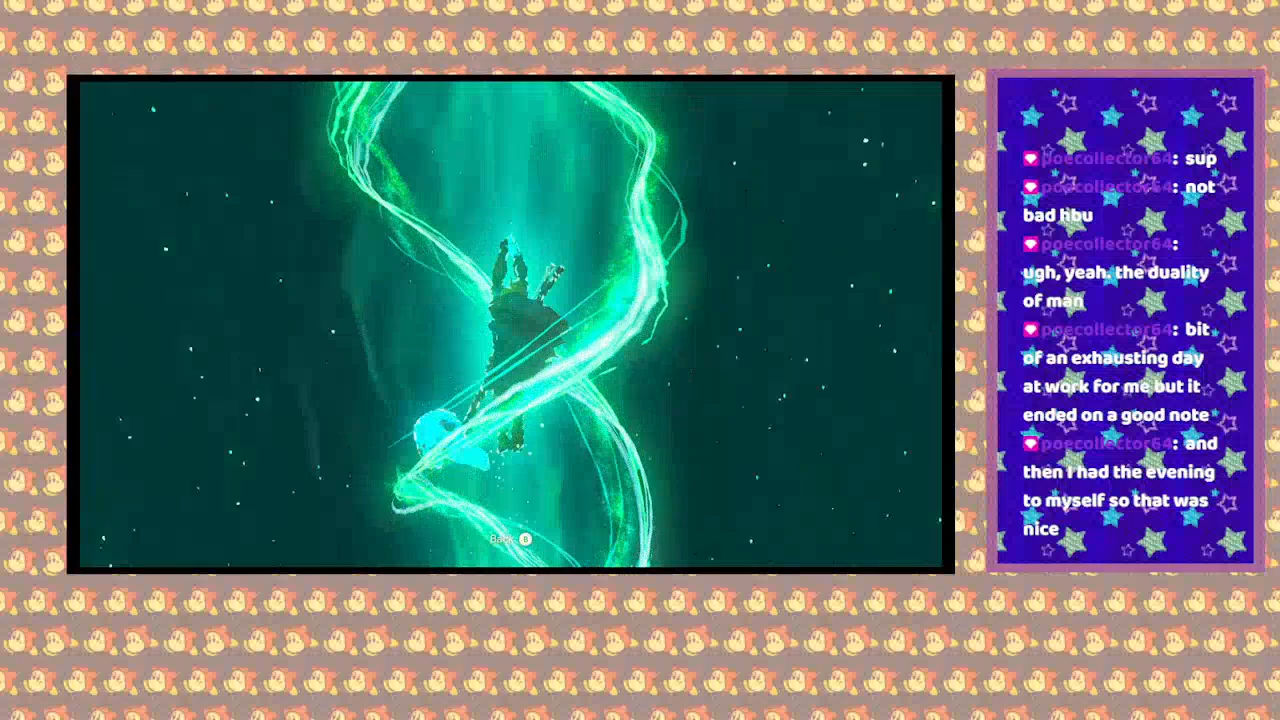 poecollector64: sup
poecollector64: not
bad hbu
poecollector64:
ugh, yeah. the duality
of man
poecollector64: bit
of an exhausting day
at work for me but it
ended on a good note
poecollector64: and
then I had the evening
to myself so that was
nice
Back B